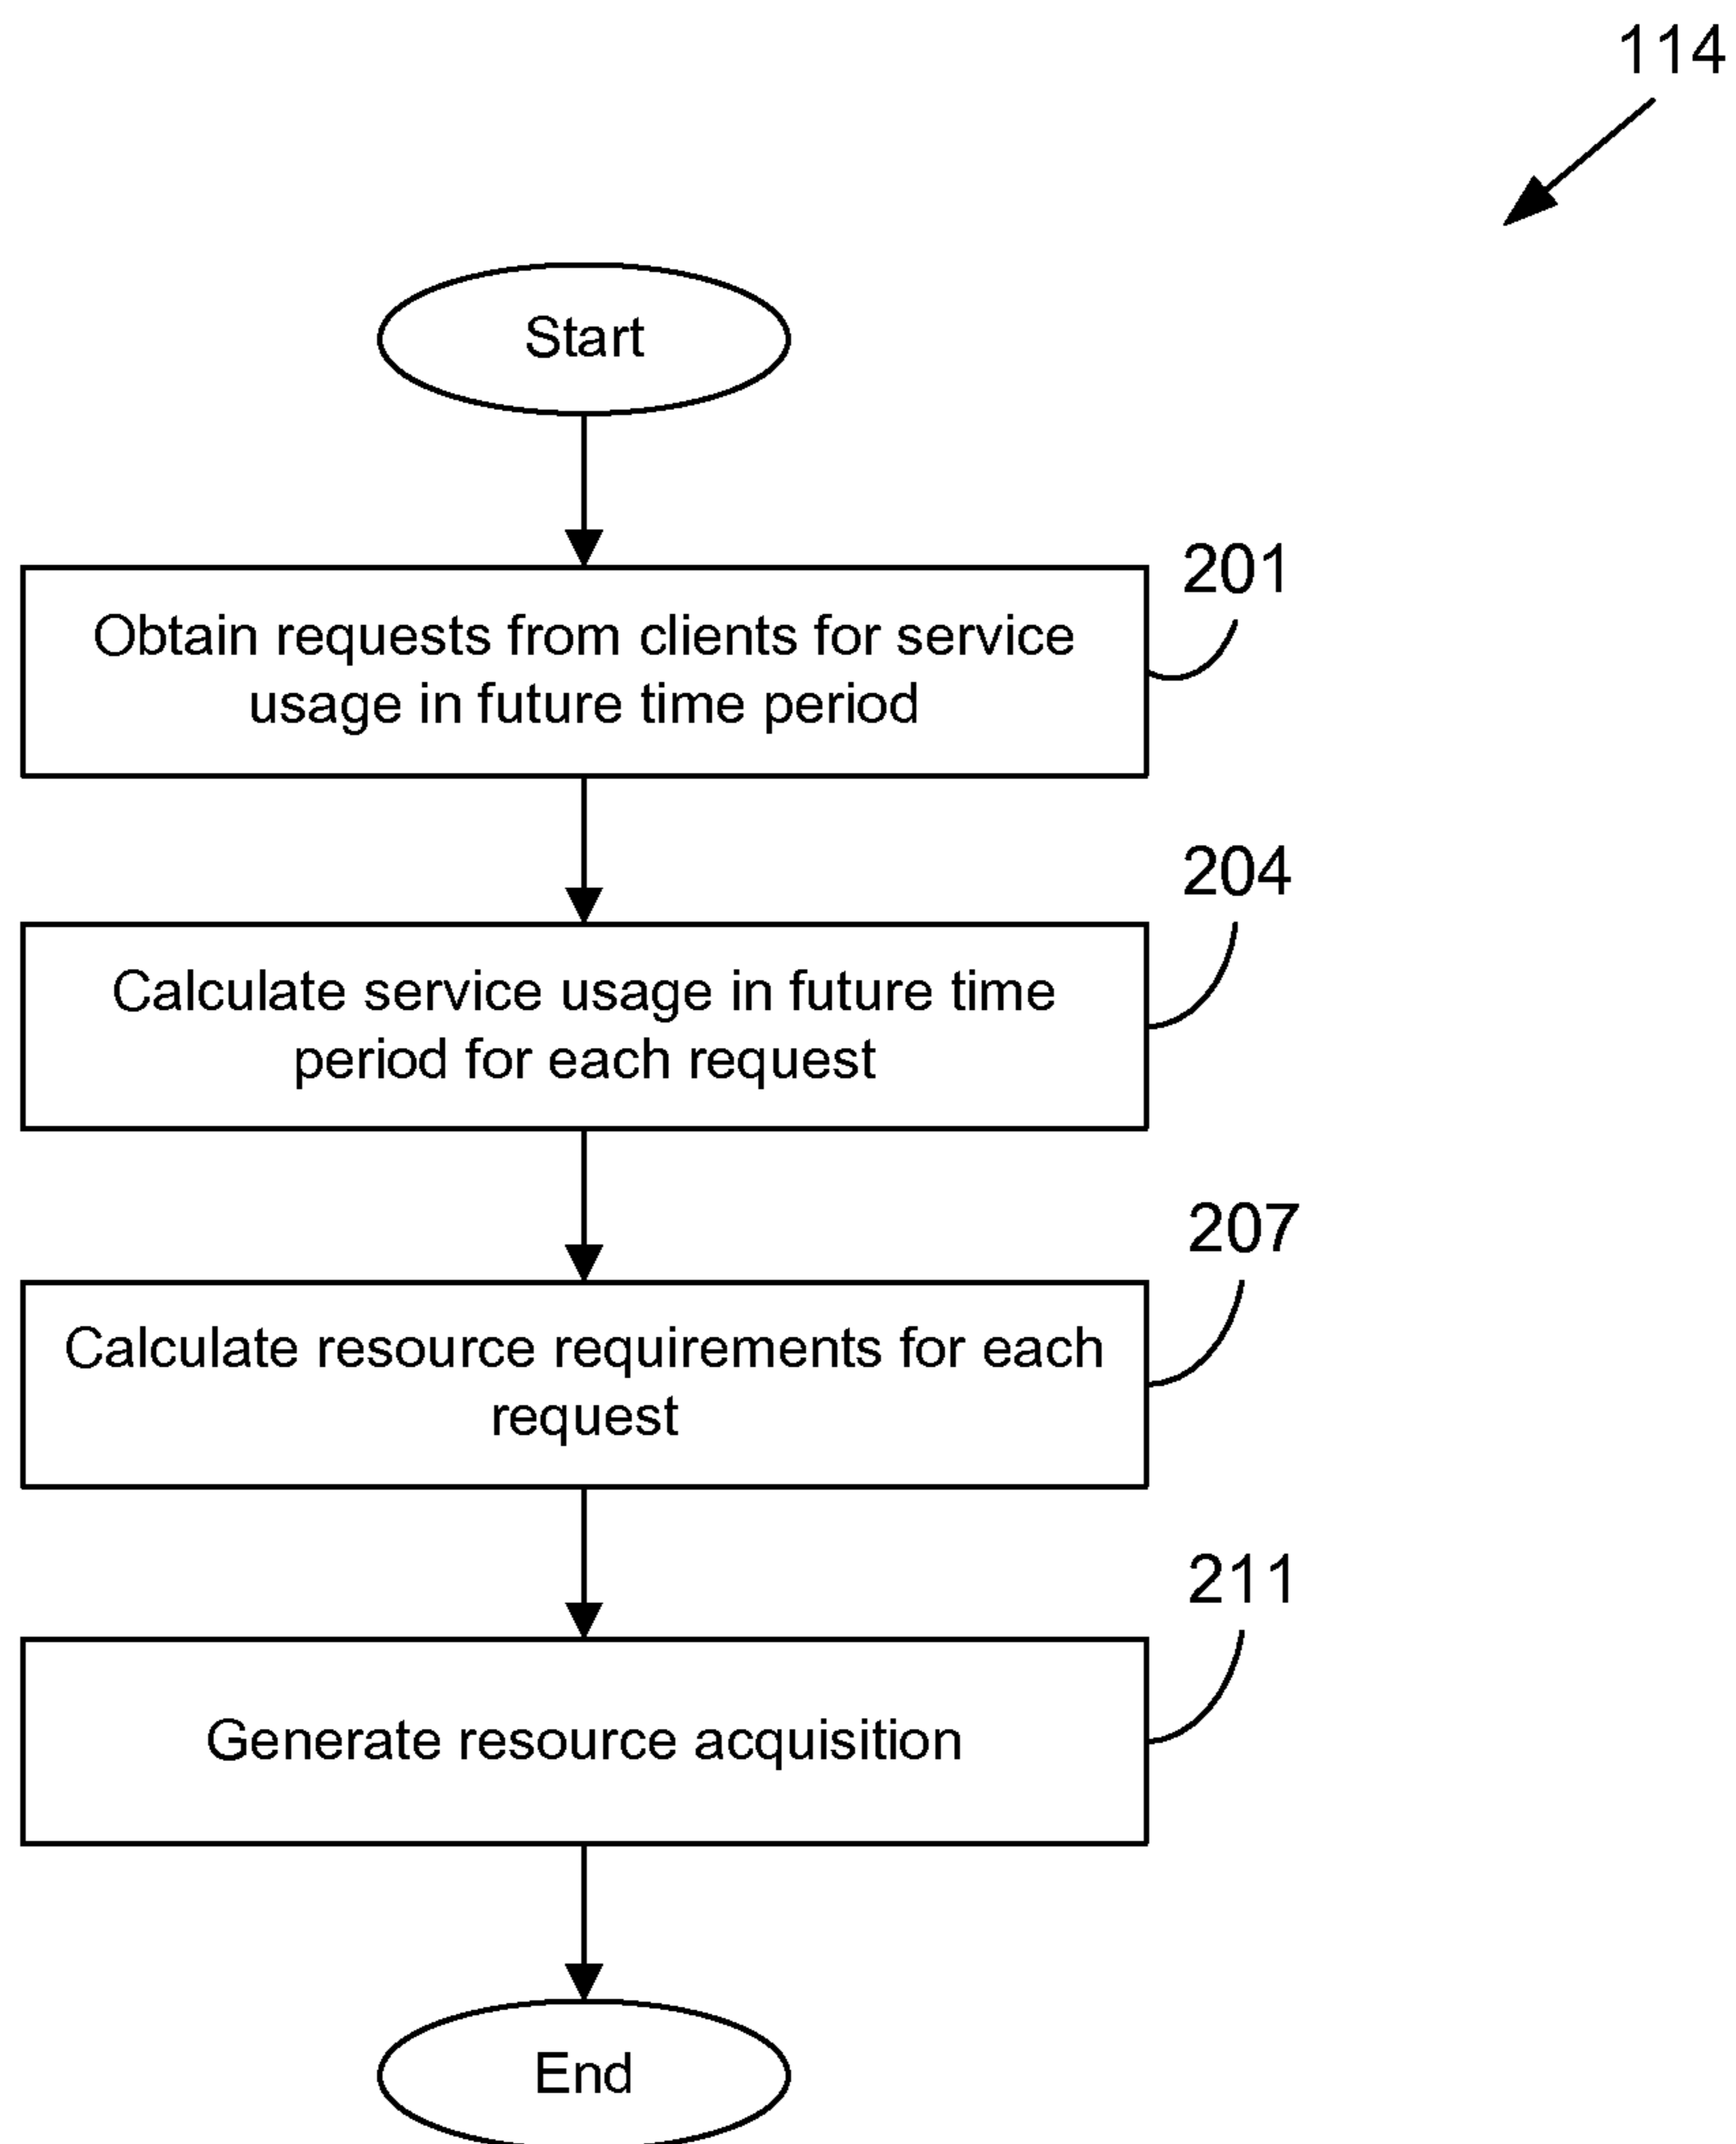 114
Start
201
Obtain requests from clients for service
usage in future time period
204
Calculate service usage in future time
period for each request
207
Calculate resource requirements for each
request
211
Generate resource acquisition
End